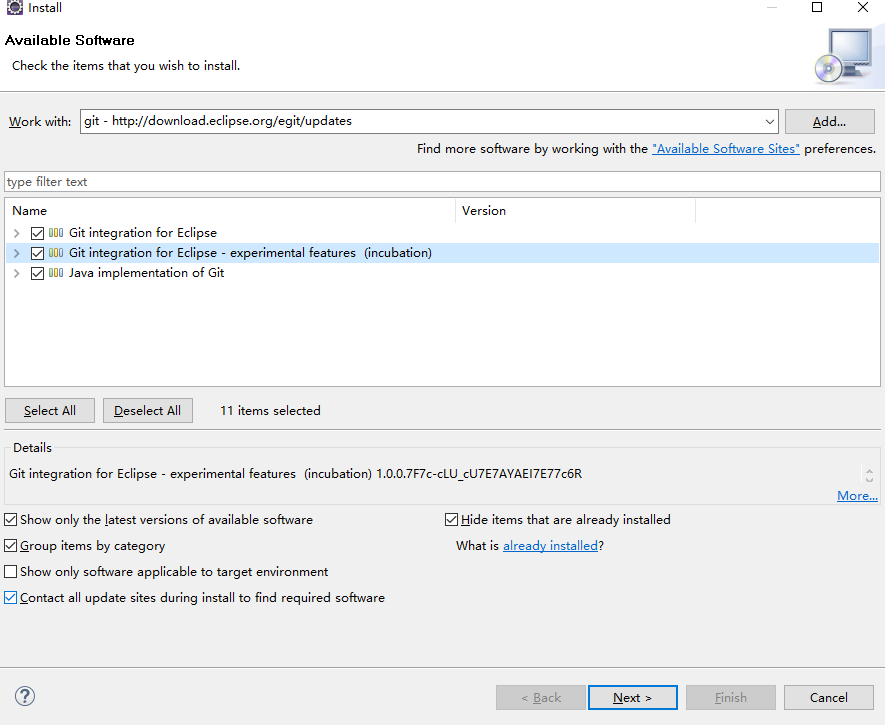 Install
Available Software
Check the items that you wish to install.
Work with: git - http://download.eclipse.org/egit/updates Add...
Find more software by working with the "Available Software Sites" preferences.
type filter text
Name Version
Git integration for Eclipse
Git integration for Eclipse - experimental features (incubation)
Java implementation of Git
Select All Deselect All 11 items selected
Details
Git integration for Eclipse - experimental features (incubation) 1.0.0.7F7c-cLU_cU7E7AYAEI7E77c6R
More...
Show only the latest versions of available software Hide items that are already installed
Group items by category What is already installed?
Show only software applicable to target environment
Contact all update sites during install to find required software
? < Back Next > Finish Cancel